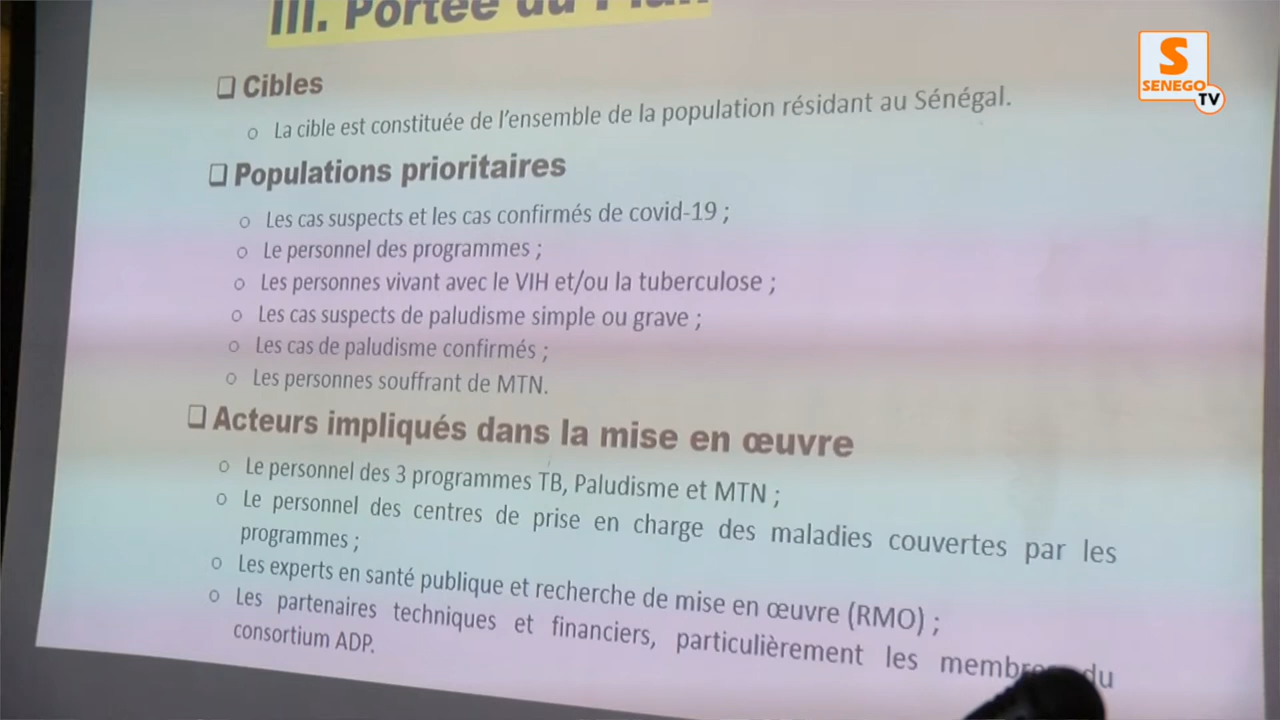 III. Portée du Plan
❑ Cibles
o La cible est constituée de l'ensemble de la population résidant au Sénégal.
❑ Populations prioritaires
o Les cas suspects et les cas confirmés de covid-19 ;
o Le personnel des programmes ;
o Les personnes vivant avec le VIH et/ou la tuberculose ;
o Les cas suspects de paludisme simple ou grave ;
o Les cas de paludisme confirmés ;
o Les personnes souffrant de MTN.
❑ Acteurs impliqués dans la mise en œuvre
o Le personnel des 3 programmes TB, Paludisme et MTN ;
o Le personnel des centres de prise en charge des maladies couvertes par les
programmes ;
o Les experts en santé publique et recherche de mise en œuvre (RMO) ;
o Les partenaires techniques et financiers, particulièrement les membres du
consortium ADP.
S
SENEGO
TV